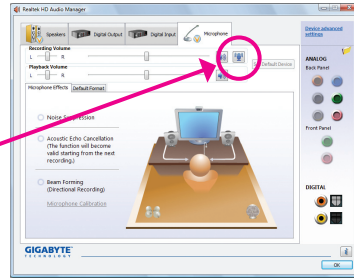 Realtek HD Audio Manager
Speakers
Digital Output
Digital Input
Microphone
Device advanced settings
Recording Volume
L
R
Playback Volume
L
R
Default Device
Microphone Effects
Default Format
Noise Suppression
Acoustic Echo Cancellation
(The function will become
valid starting from the next
recording.)
Beam Forming
(Directional Recording)
Microphone Calibration
ANALOG
Back Panel
Front Panel
DIGITAL
GIGABYTE
TECHNOLOGY
i
OK